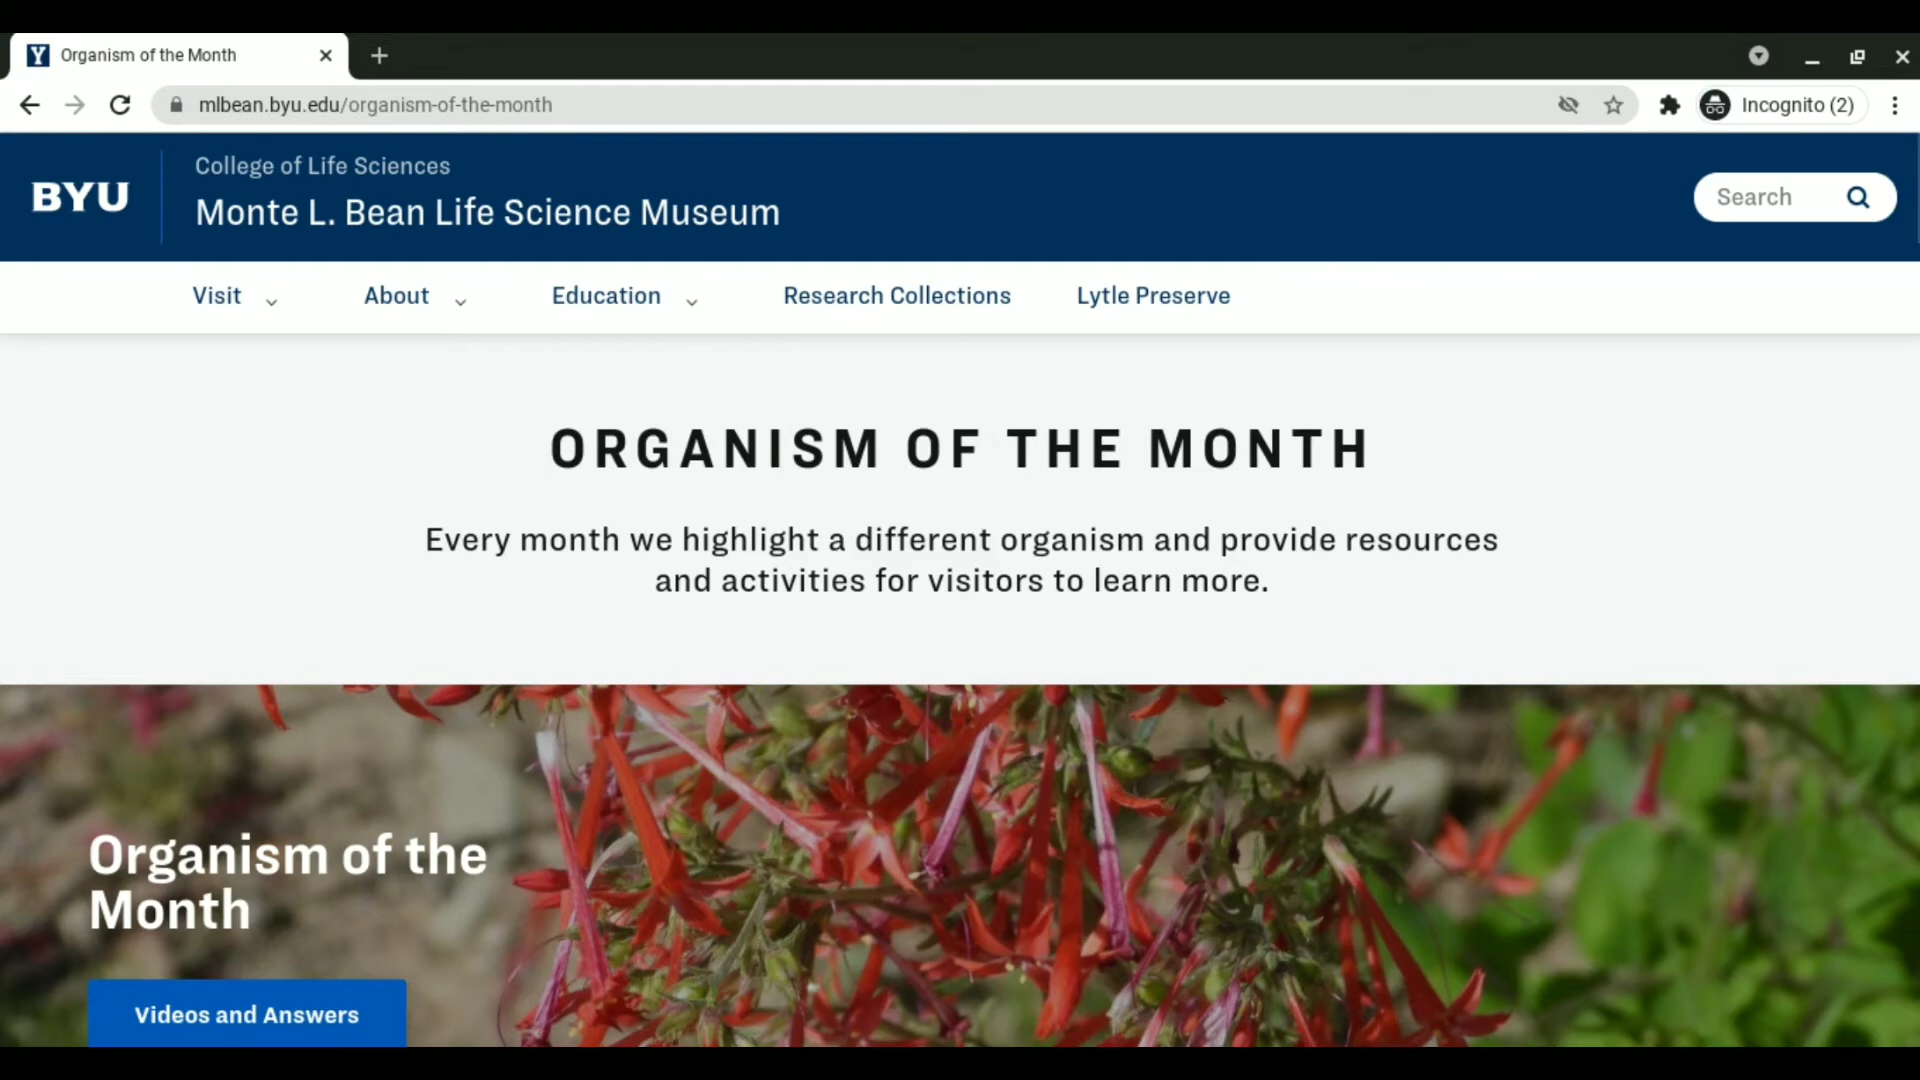 Organism of the Month
mlbean.byu.edu/organism-of-the-month
Incognito (2)
BYU
College of Life Sciences
Monte L. Bean Life Science Museum
Search
Visit About Education Research Collections Lytle Preserve
ORGANISM OF THE MONTH
Every month we highlight a different organism and provide resources
and activities for visitors to learn more.
Organism of the
Month
Videos and Answers